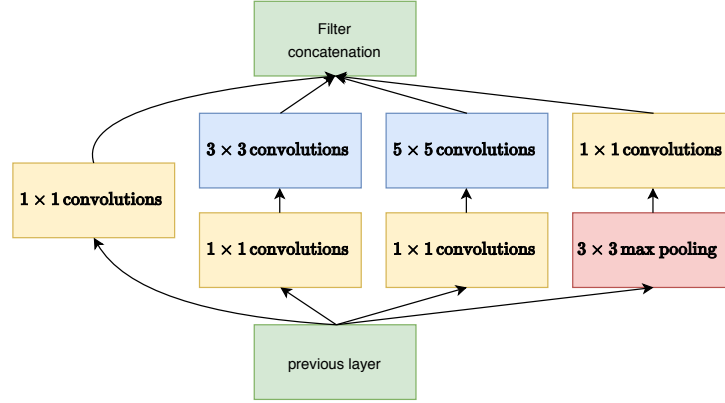 Filter
concatenation
3 × 3 convolutions
5 × 5 convolutions
1 × 1 convolutions
1 × 1 convolutions
1 × 1 convolutions
1 × 1 convolutions
3 × 3 max pooling
previous layer